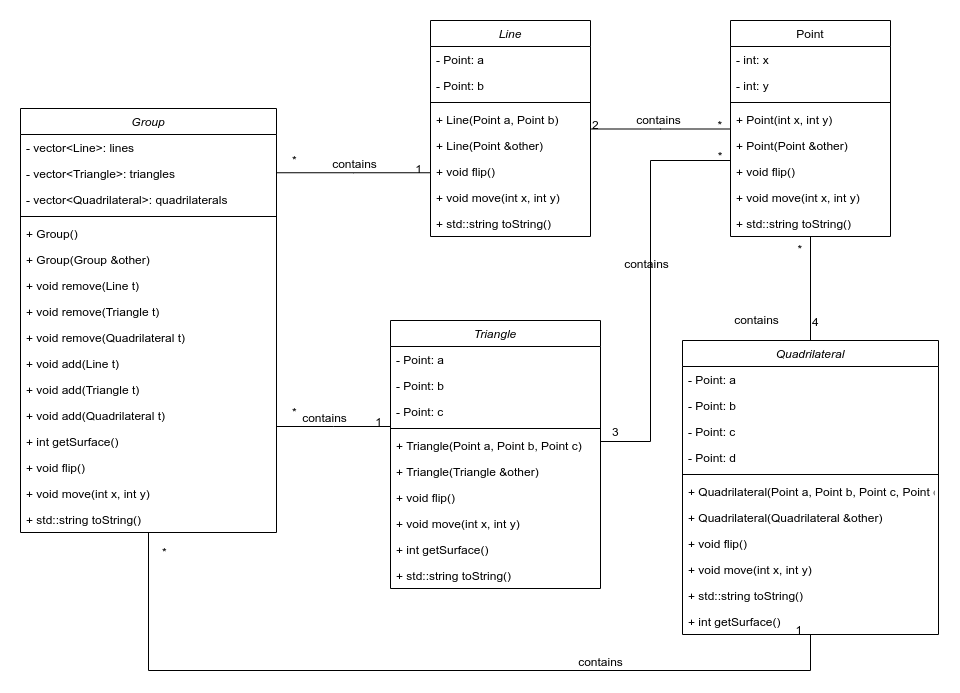 Group
- vector<Line>: lines
- vector<Triangle>: triangles
- vector<Quadrilateral>: quadrilaterals
+ Group()
+ Group(Group &other)
+ void remove(Line t)
+ void remove(Triangle t)
+ void remove(Quadrilateral t)
+ void add(Line t)
+ void add(Triangle t)
+ void add(Quadrilateral t)
+ int getSurface()
+ void flip()
+ void move(int x, int y)
+ std::string toString()
* contains 1
Line
- Point: a
- Point: b
+ Line(Point a, Point b)
+ Line(Point &other)
+ void flip()
+ void move(int x, int y)
+ std::string toString()
2 contains *
Point
- int: x
- int: y
+ Point(int x, int y)
+ Point(Point &other)
+ void flip()
+ void move(int x, int y)
+ std::string toString()
*
contains
3
* contains 1
Triangle
- Point: a
- Point: b
- Point: c
+ Triangle(Point a, Point b, Point c)
+ Triangle(Triangle &other)
+ void flip()
+ void move(int x, int y)
+ int getSurface()
+ std::string toString()
*
contains
4
Quadrilateral
- Point: a
- Point: b
- Point: c
- Point: d
+ Quadrilateral(Point a, Point b, Point c, Point
+ Quadrilateral(Quadrilateral &other)
+ void flip()
+ void move(int x, int y)
+ std::string toString()
+ int getSurface()
1
*
contains